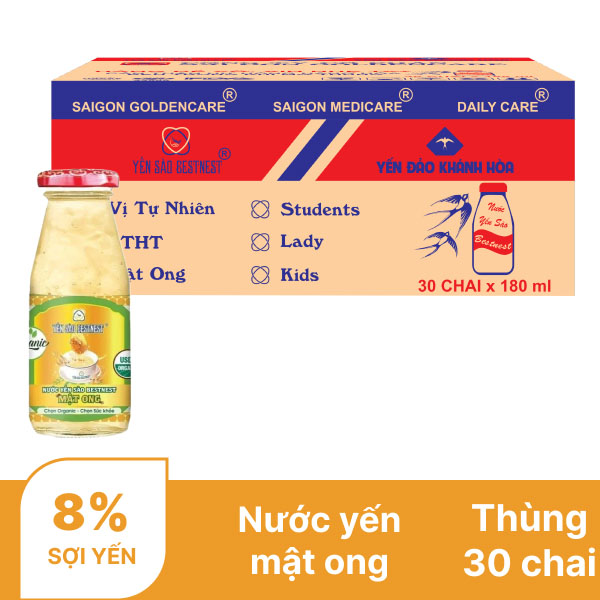 SAIGON GOLDENCARE® SAIGON MEDICARE® DAILY CARE®
YẾN SÀO BESTNEST®
YẾN ĐẢO KHÁNH HÒA
Vị Tự Nhiên
Students
THT
Lady
ật Ong
Kids
Nước
Yến Sào
Bestnest
30 CHAI x 180 ml
YẾN SÀO BESTNEST
anic
USDA
ORGANIC
NƯỚC YẾN SÀO BESTNEST
MẬT ONG
Chọn Organic - Chọn Sức khỏe
8%
SỢI YẾN
Nước yến
mật ong
Thùng
30 chai